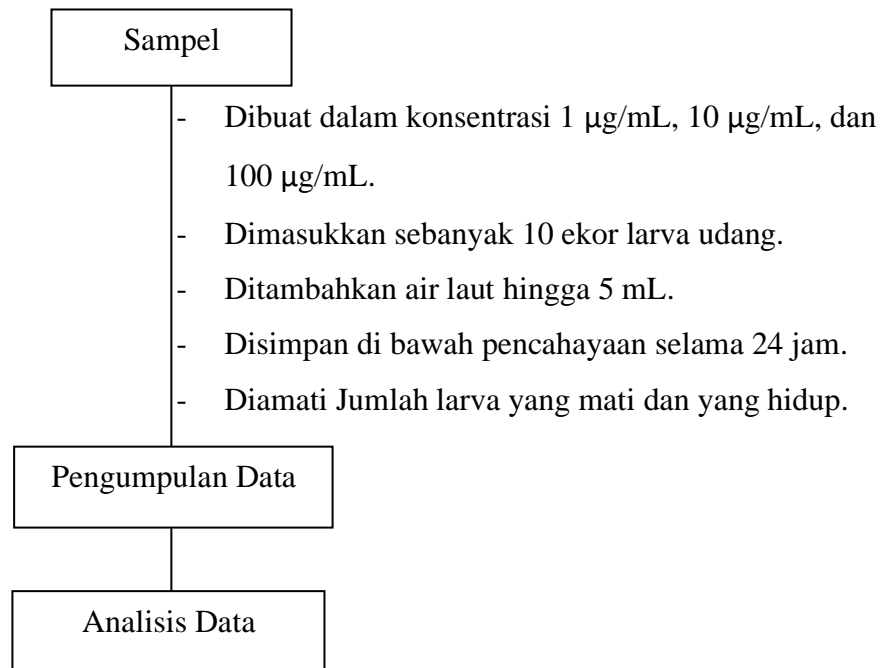 Sampel
- Dibuat dalam konsentrasi 1 µg/mL, 10 µg/mL, dan
100 µg/mL.
- Dimasukkan sebanyak 10 ekor larva udang.
- Ditambahkan air laut hingga 5 mL.
- Disimpan di bawah pencahayaan selama 24 jam.
- Diamati Jumlah larva yang mati dan yang hidup.
Pengumpulan Data
Analisis Data